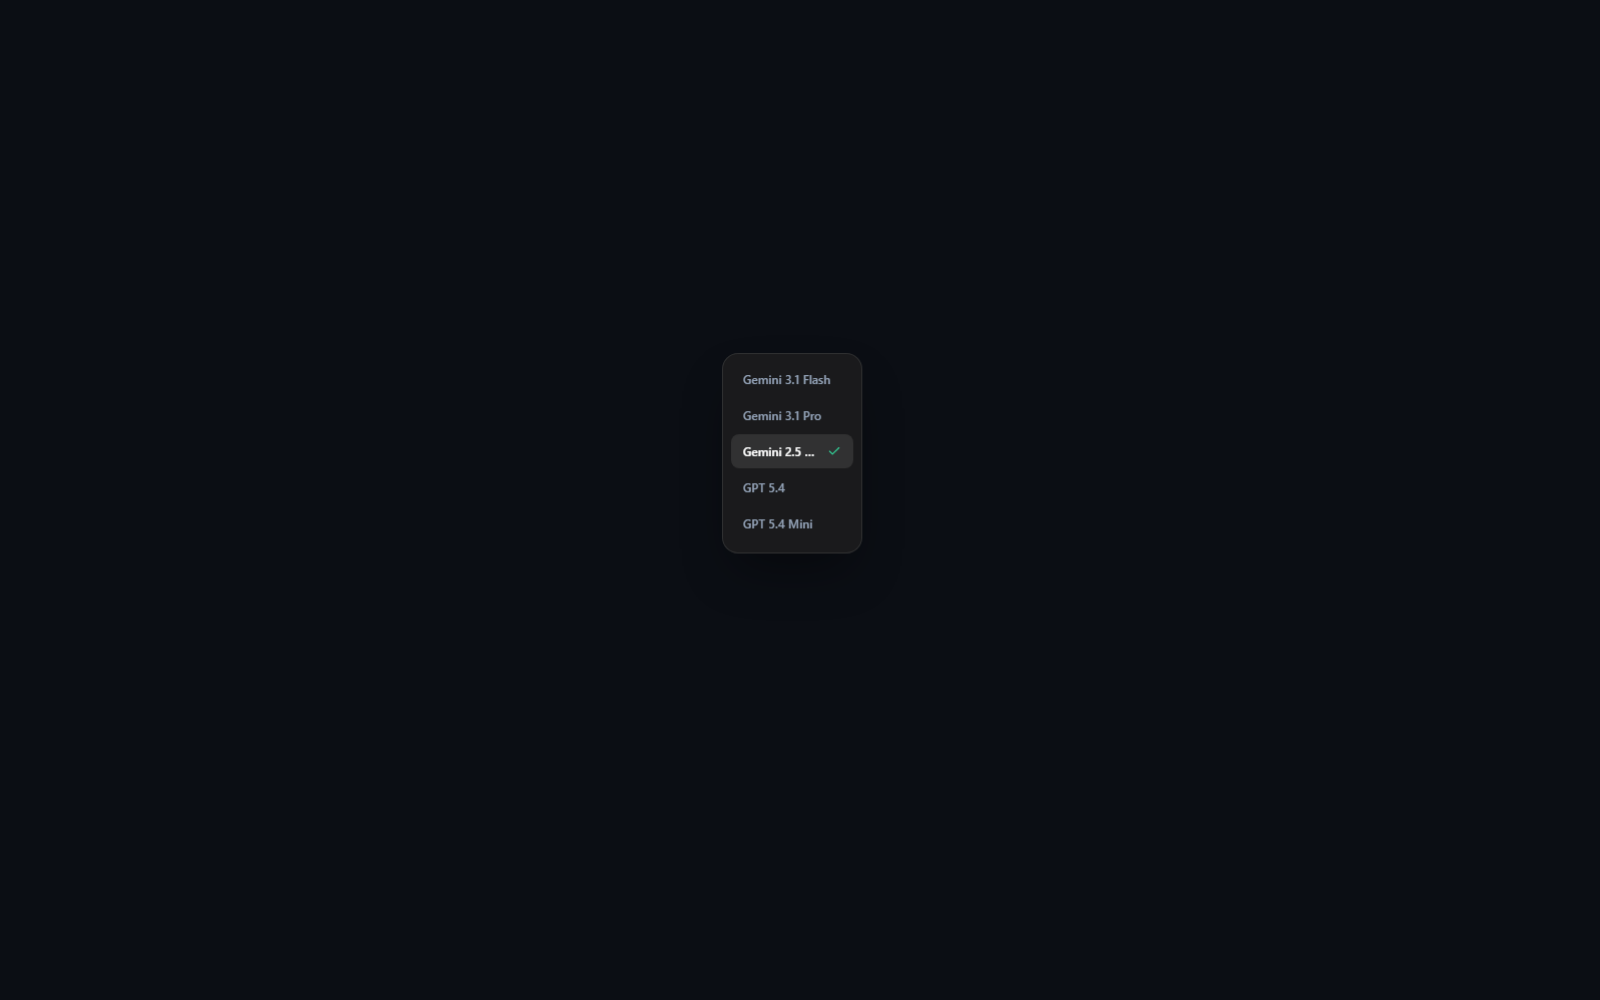 Gemini 3.1 Flash
Gemini 3.1 Pro
Gemini 2.5 ...
GPT 5.4
GPT 5.4 Mini